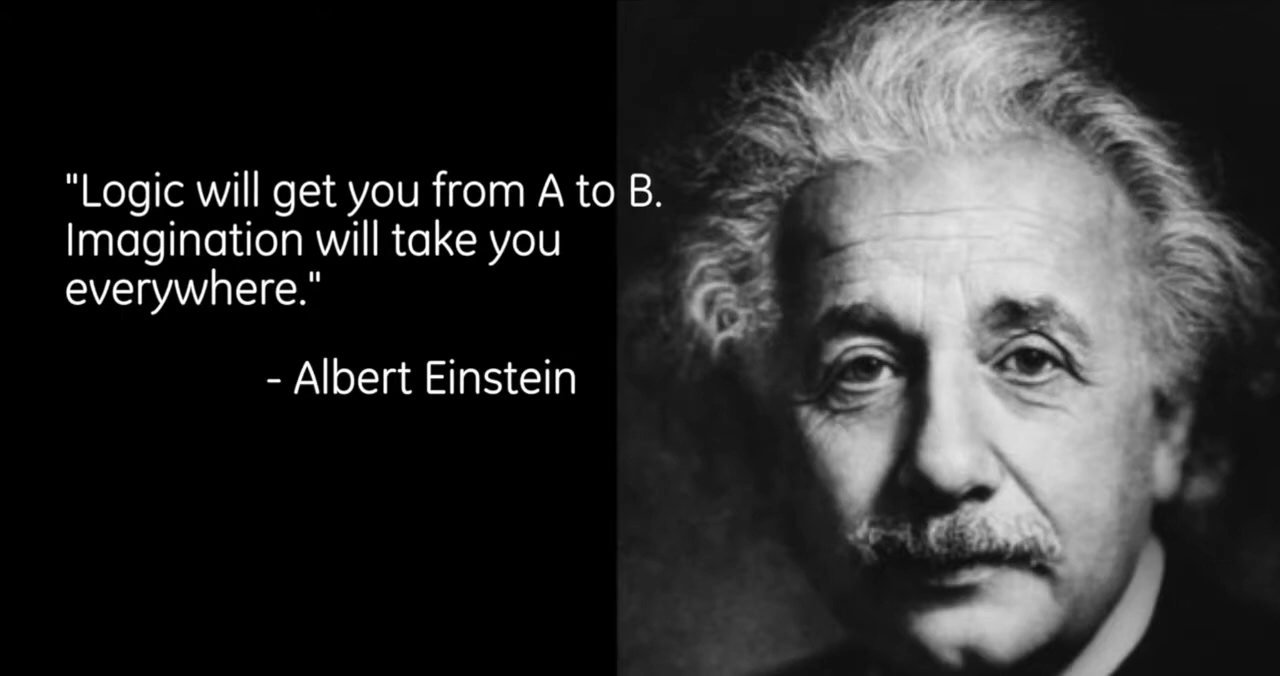 "Logic will get you from A to B.
Imagination will take you
everywhere."
- Albert Einstein